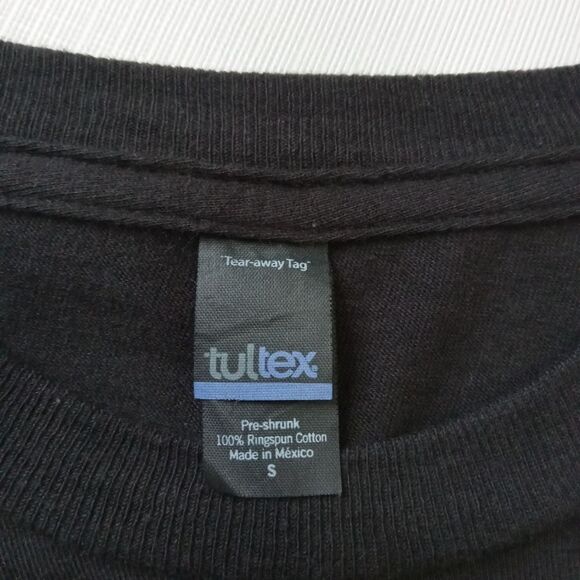 "Tear-away Tag"
tultex
Pre-shrunk
100% Ringspun Cotton
Made in México
S